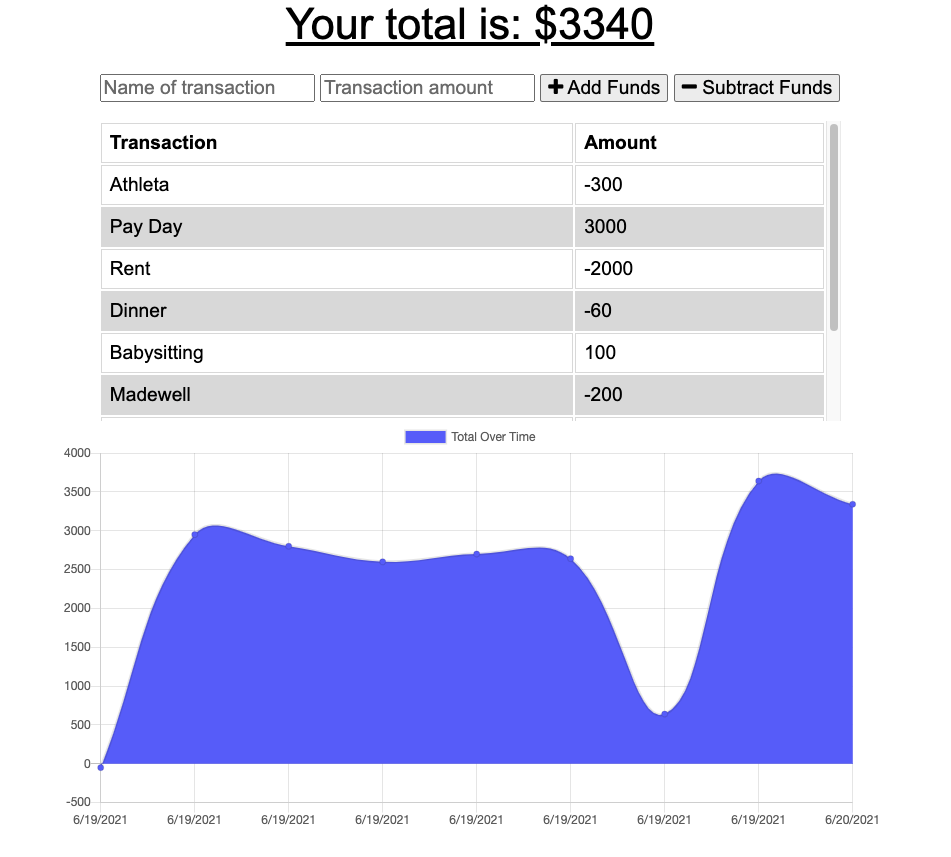 Your total is: $3340
Name of transaction Transaction amount Add Funds Subtract Funds
Transaction Amount
Athleta -300
Pay Day 3000
Rent -2000
Dinner -60
Babysitting 100
Madewell -200
Total Over Time
4000
3500
3000
2500
2000
1500
1000
500
0
-500
6/19/2021 6/19/2021 6/19/2021 6/19/2021 6/19/2021 6/19/2021 6/19/2021 6/19/2021 6/20/2021